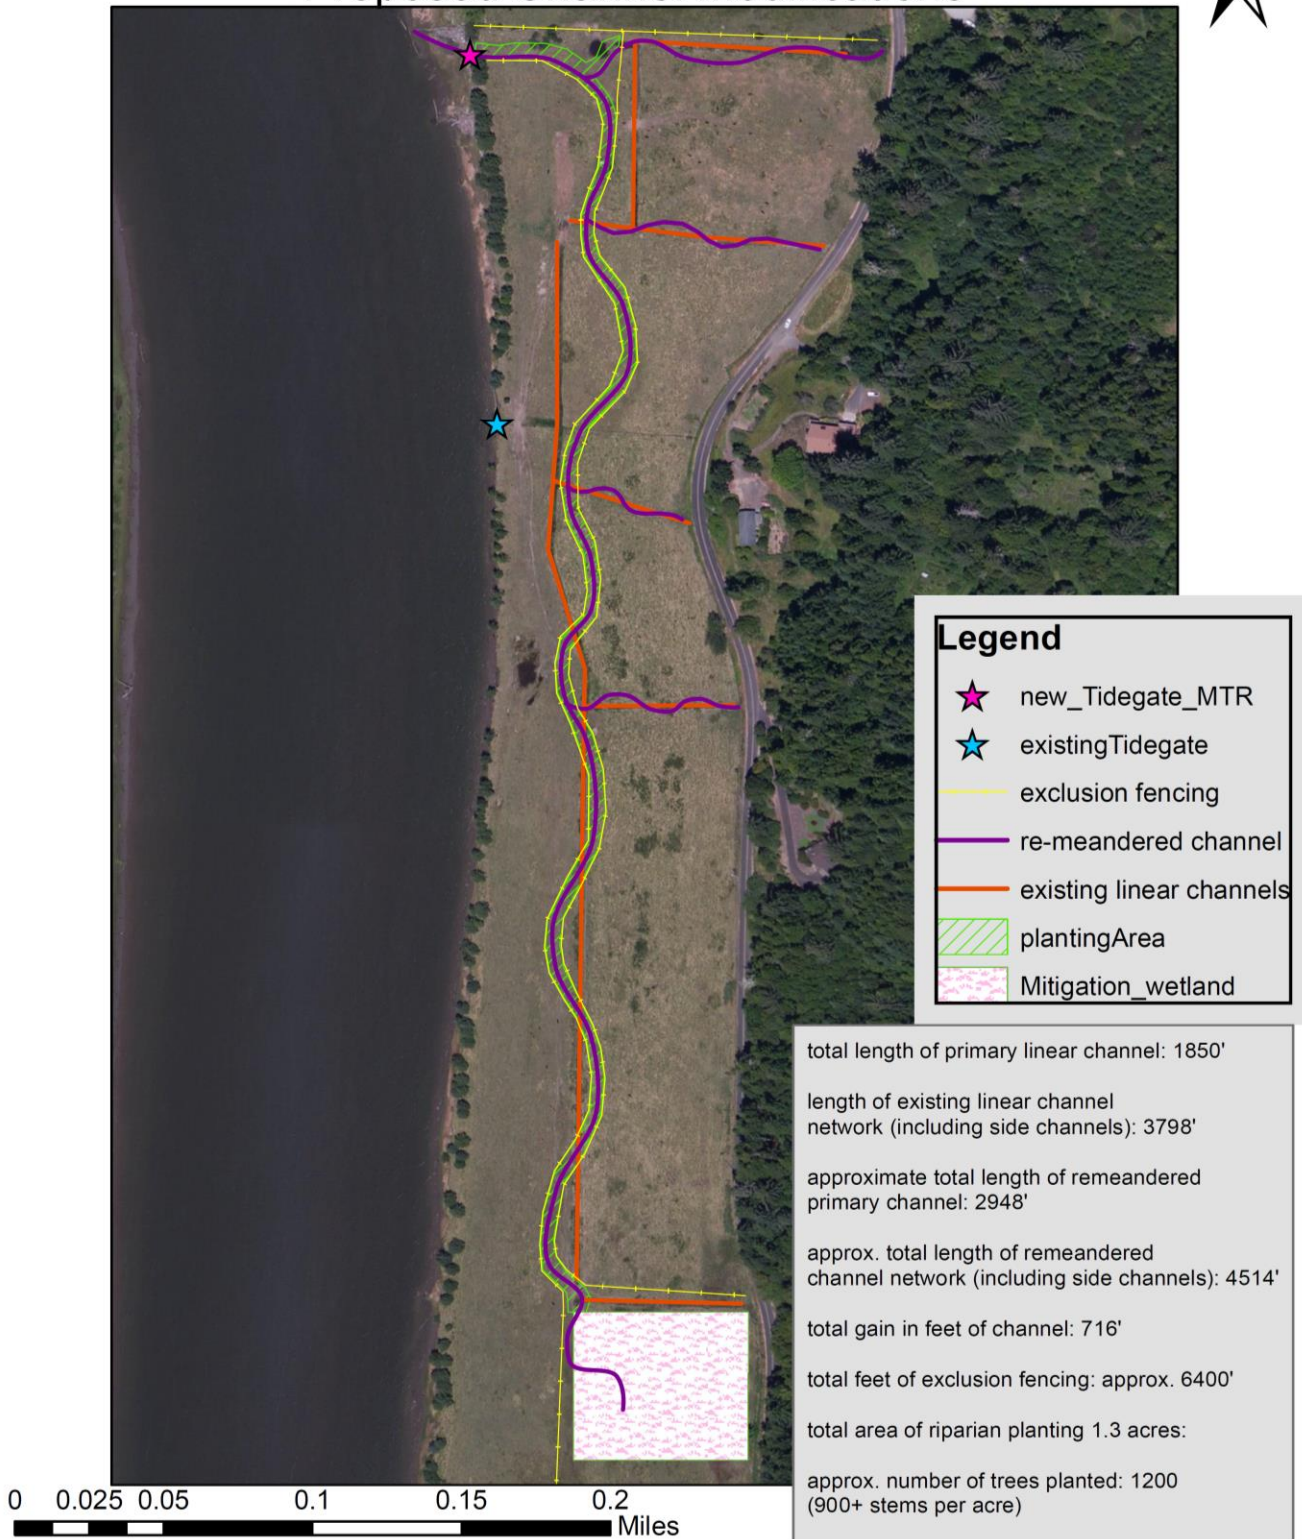 Legend
new_Tidegate_MTR
existingTidegate
exclusion fencing
re-meandered channel
existing linear channels
plantingArea
Mitigation_wetland
total length of primary linear channel: 1850'
length of existing linear channel
network (including side channels): 3798'
approximate total length of remeandered
primary channel: 2948'
approx. total length of remeandered
channel network (including side channels): 4514'
total gain in feet of channel: 716'
total feet of exclusion fencing: approx. 6400'
total area of riparian planting 1.3 acres:
approx. number of trees planted: 1200
(900+ stems per acre)
0 0.025 0.05 0.1 0.15 0.2
Miles